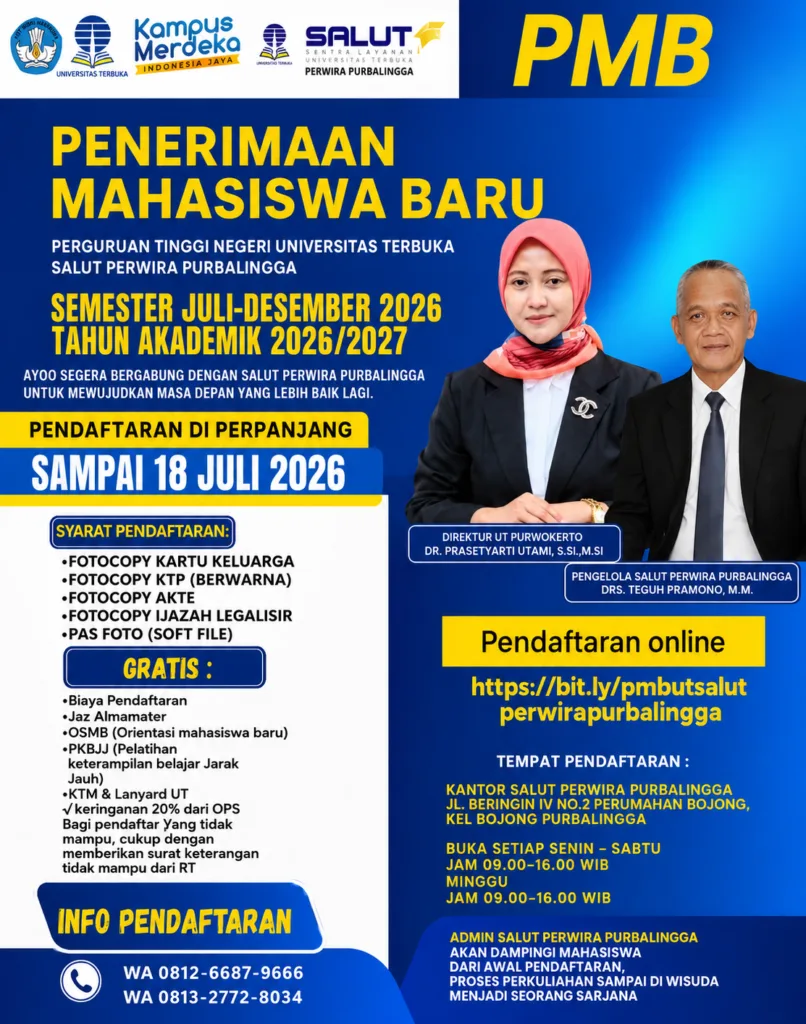 TUT WURI HANDAYANI
UNIVERSITAS TERBUKA
Kampus
Merdeka
INDONESIA JAYA
UNIVERSITAS TERBUKA
SALUT
SENTRA LAYANAN
UNIVERSITAS TERBUKA
PERWIRA PURBALINGGA
PMB
PENERIMAAN
MAHASISWA BARU
PERGURUAN TINGGI NEGERI UNIVERSITAS TERBUKA
SALUT PERWIRA PURBALINGGA
SEMESTER JULI-DESEMBER 2026
TAHUN AKADEMIK 2026/2027
AYOO SEGERA BERGABUNG DENGAN SALUT PERWIRA PURBALINGGA
UNTUK MEWUJUDKAN MASA DEPAN YANG LEBIH BAIK LAGI.
PENDAFTARAN DI PERPANJANG
SAMPAI 18 JULI 2026
SYARAT PENDAFTARAN:
•FOTOCOPY KARTU KELUARGA
•FOTOCOPY KTP (BERWARNA)
•FOTOCOPY AKTE
•FOTOCOPY IJAZAH LEGALISIR
•PAS FOTO (SOFT FILE)
GRATIS :
•Biaya Pendaftaran
•Jaz Almamater
•OSMB (Orientasi mahasiswa baru)
•PKBJJ (Pelatihan
keterampilan belajar Jarak
Jauh)
•KTM & Lanyard UT
√ keringanan 20% dari OPS
Bagi pendaftar Yang tidak
mampu, cukup dengan
memberikan surat keterangan
tidak mampu dari RT
INFO PENDAFTARAN
WA 0812-6687-9666
WA 0813-2772-8034
DIREKTUR UT PURWOKERTO
DR. PRASETYARTI UTAMI, S.SI.,M.SI
PENGELOLA SALUT PERWIRA PURBALINGGA
DRS. TEGUH PRAMONO, M.M.
Pendaftaran online
https://bit.ly/pmbutsalut
perwirapurbalingga
TEMPAT PENDAFTARAN :
KANTOR SALUT PERWIRA PURBALINGGA
JL. BERINGIN IV NO.2 PERUMAHAN BOJONG,
KEL BOJONG PURBALINGGA
BUKA SETIAP SENIN – SABTU
JAM 09.00–16.00 WIB
MINGGU
JAM 09.00–16.00 WIB
ADMIN SALUT PERWIRA PURBALINGGA
AKAN DAMPINGI MAHASISWA
DARI AWAL PENDAFTARAN,
PROSES PERKULIAHAN SAMPAI DI WISUDA
MENJADI SEORANG SARJANA